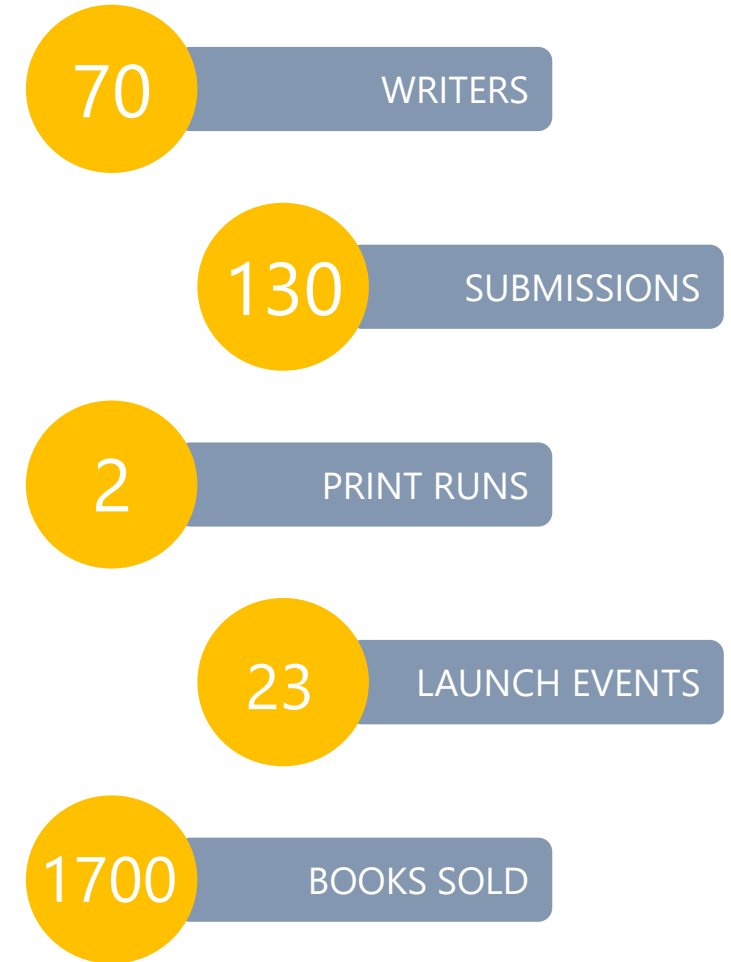 70 WRITERS
130 SUBMISSIONS
2 PRINT RUNS
23 LAUNCH EVENTS
1700 BOOKS SOLD